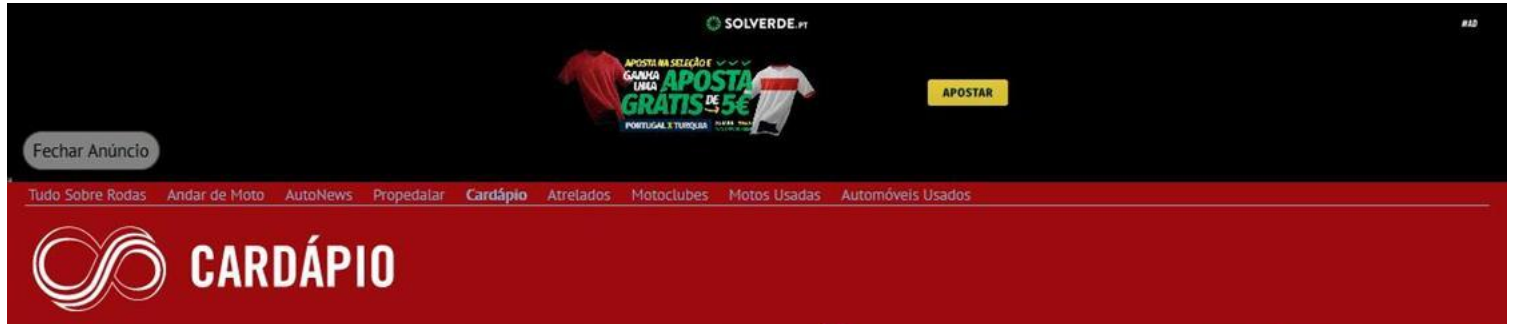 SOLVERDE.PT
#AD
APOSTA NA SELEÇÃO E
GANHA
UMA APOSTA
GRÁTIS DE 5€
PORTUGAL X TURQUIA
APOSTAR
Fechar Anúncio
Tudo Sobre Rodas Andar de Moto AutoNews Propedalar Cardápio Atrelados Motoclubes Motos Usadas Automóveis Usados
CARDÁPIO